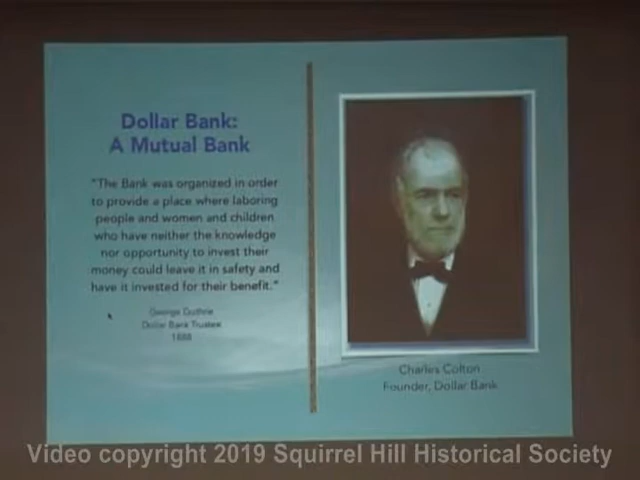 Dollar Bank:
A Mutual Bank
"The Bank was organized in order
to provide a place where laboring
people and women and children
who have neither the knowledge
nor opportunity to invest their
money could leave it in safety and
have it invested for their benefit."
George Guthrie
Dollar Bank Trustee
1888
Charles Colton
Founder, Dollar Bank
Video copyright 2019 Squirrel Hill Historical Society